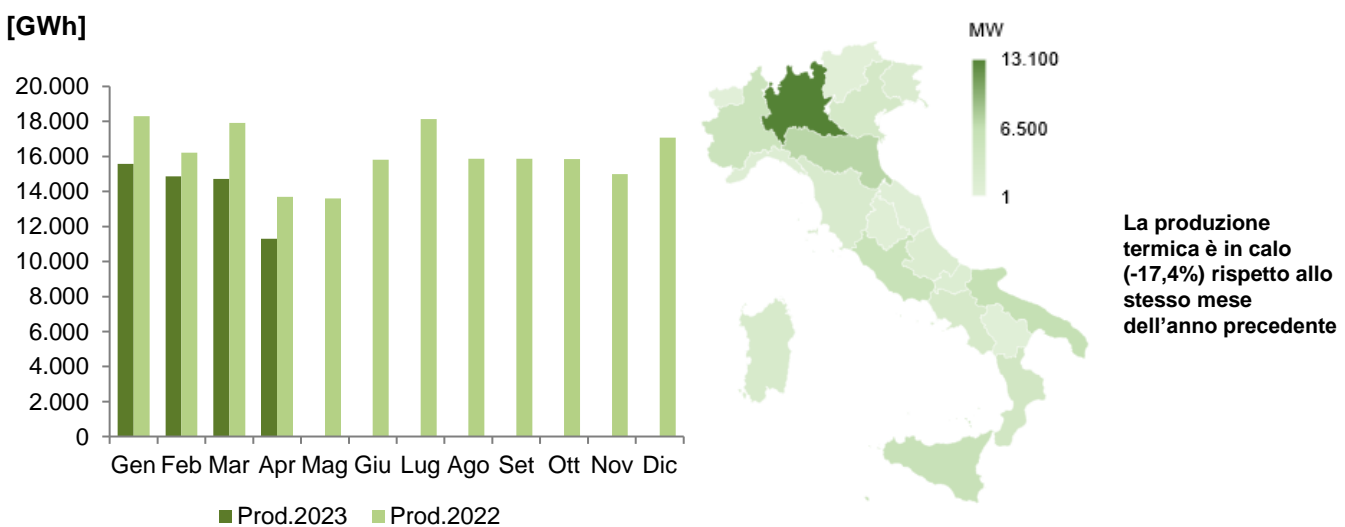 [GWh]
20.000
18.000
16.000
14.000
12.000
10.000
8.000
6.000
4.000
2.000
0
Gen Feb Mar Apr Mag Giu Lug Ago Set Ott Nov Dic
Prod.2023 Prod.2022
MW
13.100
6.500
1
La produzione
termica è in calo
(-17,4%) rispetto allo
stesso mese
dell’anno precedente